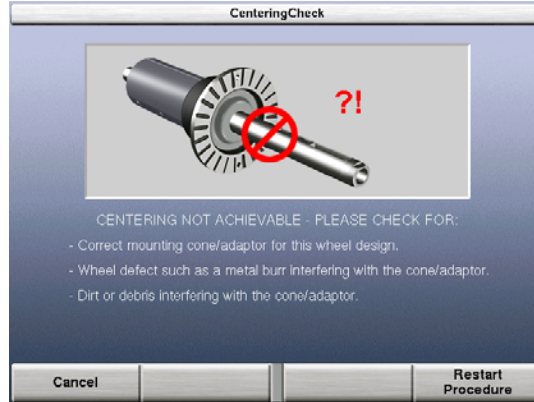 CenteringCheck
?!
CENTERING NOT ACHIEVABLE - PLEASE CHECK FOR:
- Correct mounting cone/adaptor for this wheel design.
- Wheel defect such as a metal burr interfering with the cone/adaptor.
- Dirt or debris interfering with the cone/adaptor.
Cancel
Restart
Procedure